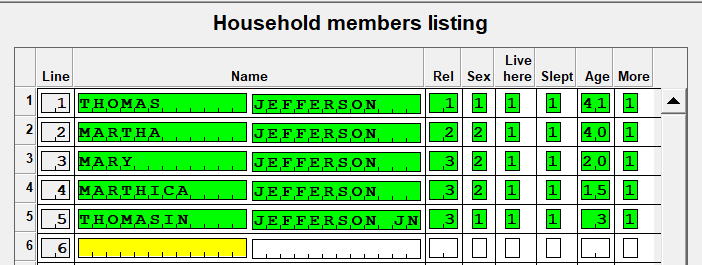 Household members listing
Line Name Rel Sex Live here Slept Age More
1 1 THOMAS JEFFERSON 1 1 1 1 41 1
2 2 MARTHA JEFFERSON 2 2 1 1 40 1
3 3 MARY JEFFERSON 3 2 1 1 20 1
4 4 MARTHICA JEFFERSON 3 2 1 1 15 1
5 5 THOMASIN JEFFERSON JN 3 1 1 1 3 1
6 6